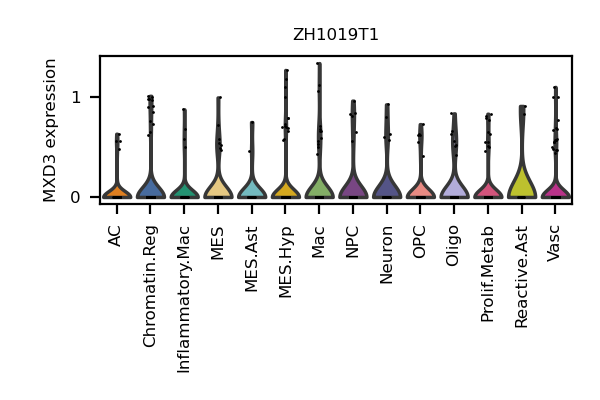 ZH1019T1
MXD3 expression
1
0
AC
Chromatin.Reg
Inflammatory.Mac
MES
MES.Ast
MES.Hyp
Mac
NPC
Neuron
OPC
Oligo
Prolif.Metab
Reactive.Ast
Vasc